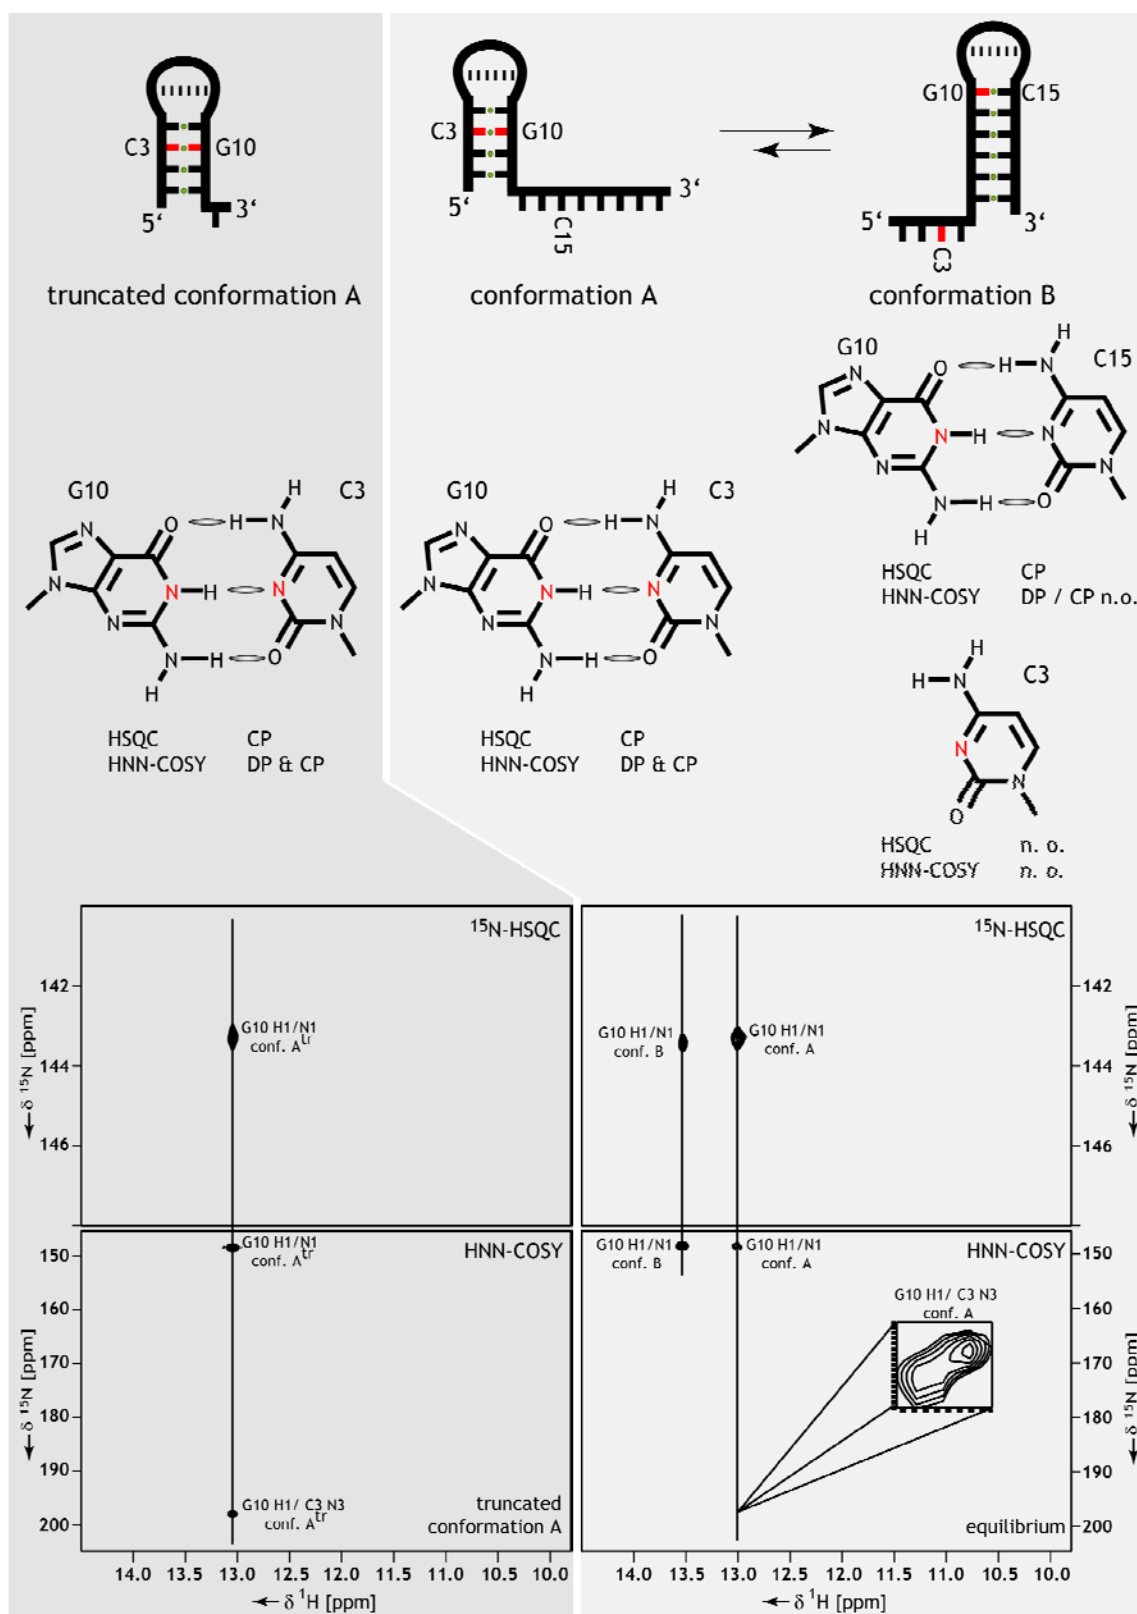 C3
G10
5‘
3‘
truncated conformation A
C3
G10
5‘
3‘
C15
conformation A
G10
C15
5‘
3‘
C3
conformation B
G10
C3
N
O
H
N
H
N
N
H
N
N
N
N
H
O
H
HSQC CP
HNN-COSY DP & CP
G10
C3
N
O
H
N
H
N
N
H
N
N
N
N
H
O
H
HSQC CP
HNN-COSY DP & CP
G10
C15
N
O
H
N
H
N
N
H
N
N
N
N
H
O
H
HSQC CP
HNN-COSY DP / CP n.o.
C3
H
H
N
N
N
O
HSQC n. o.
HNN-COSY n. o.
¹⁵N-HSQC
142
144
146
← δ ¹⁵N [ppm]
G10 H1/N1
conf. Aᵗʳ
HNN-COSY
150
160
170
180
190
200
← δ ¹⁵N [ppm]
G10 H1/N1
conf. Aᵗʳ
G10 H1/ C3 N3
conf. Aᵗʳ
truncated
conformation A
14.0 13.5 13.0 12.5 12.0 11.5 11.0 10.5 10.0
← δ ¹H [ppm]
¹⁵N-HSQC
142
144
146
← δ ¹⁵N [ppm]
G10 H1/N1
conf. B
G10 H1/N1
conf. A
HNN-COSY
150
160
170
180
190
200
← δ ¹⁵N [ppm]
G10 H1/N1
conf. B
G10 H1/N1
conf. A
G10 H1/ C3 N3
conf. A
equilibrium
14.0 13.5 13.0 12.5 12.0 11.5 11.0 10.5 10.0
← δ ¹H [ppm]